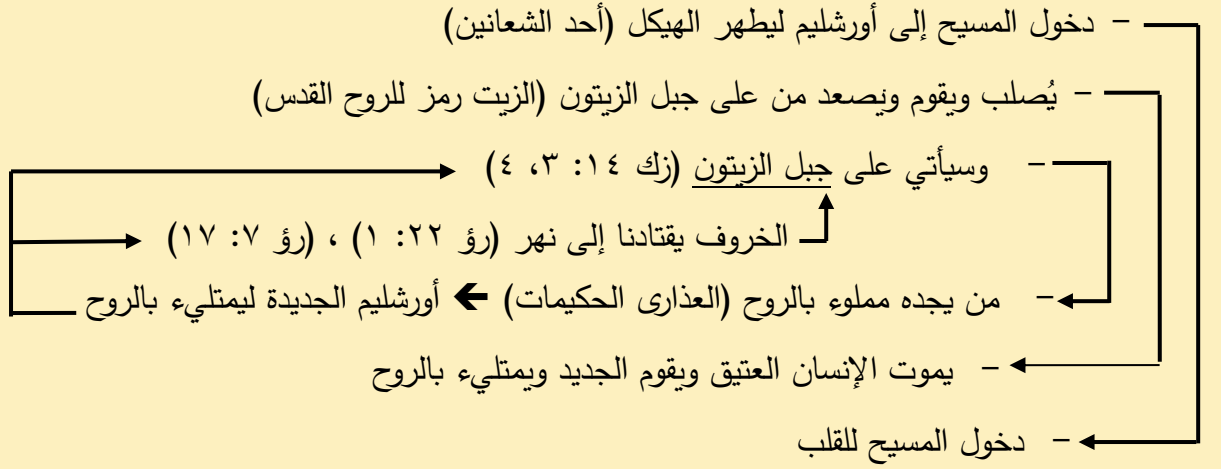 - دخول المسيح إلى أورشليم ليطهر الهيكل (أحد الشعانين)
- يُصلب ويقوم ويصعد من على جبل الزيتون (الزيت رمز للروح القدس)
- وسيأتي على جبل الزيتون (زك ١٤: ٣، ٤)
الخروف يقتادنا إلى نهر (رؤ ٢٢: ١) ، (رؤ ٧: ١٧)
- من يجده مملوء بالروح (العذارى الحكيمات) ← أورشليم الجديدة ليمتليء بالروح
- يموت الإنسان العتيق ويقوم الجديد ويمتليء بالروح
- دخول المسيح للقلب